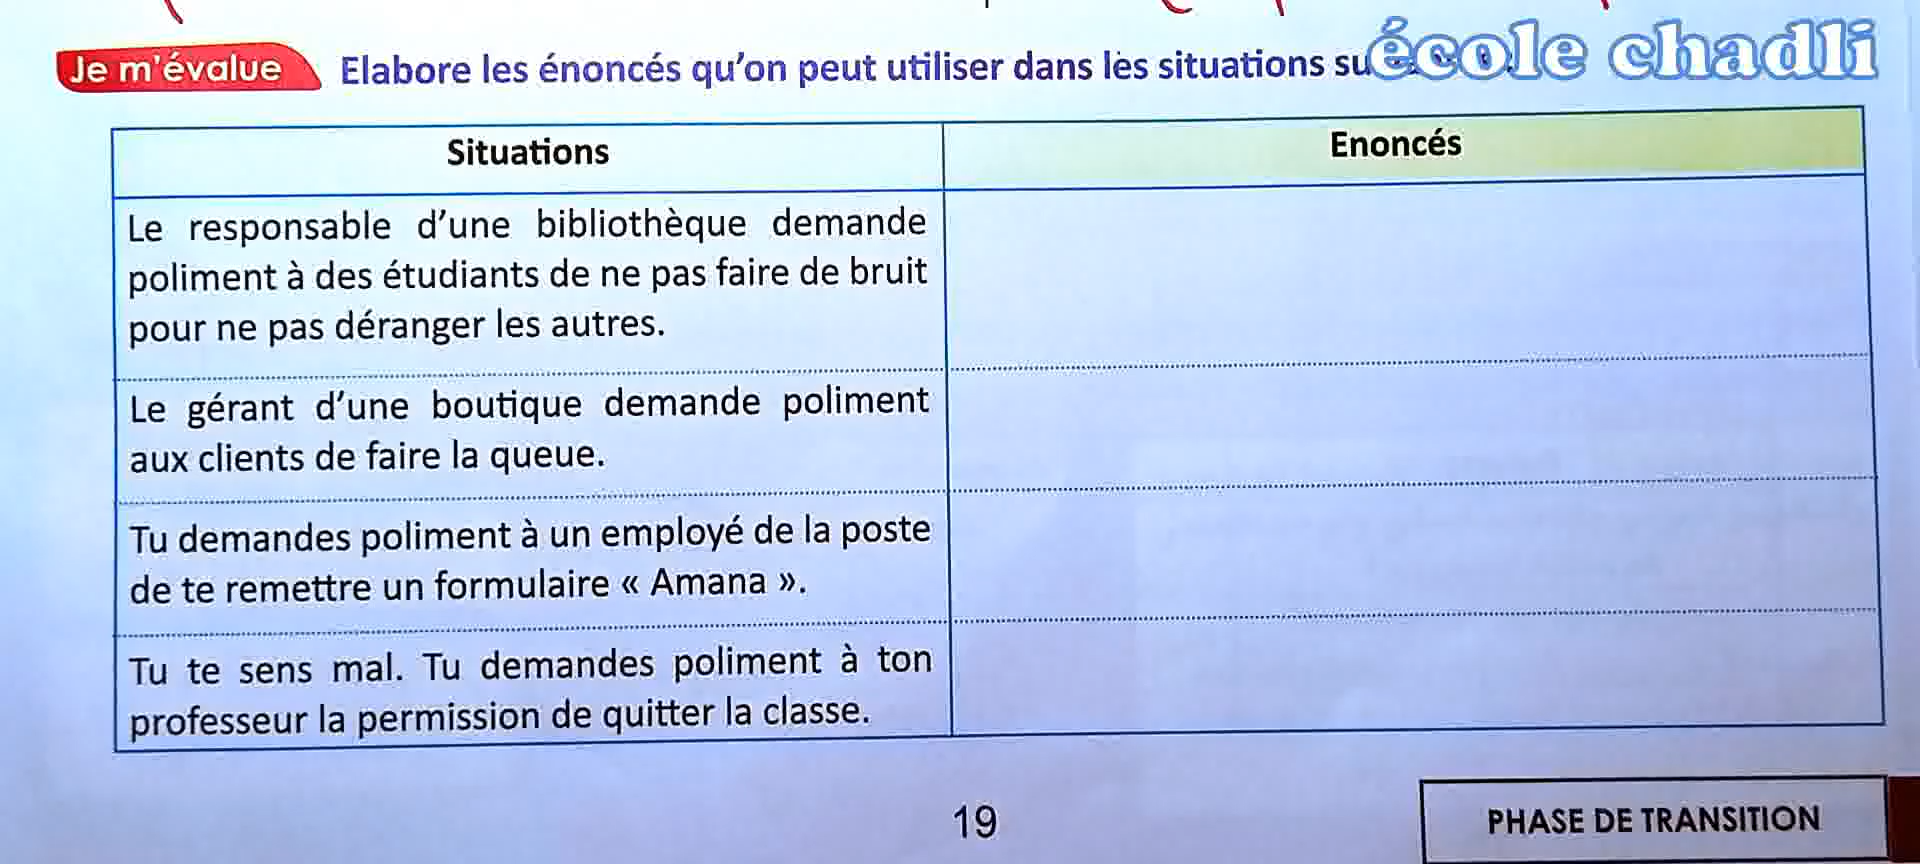 école chadli
Je m'évalue Elabore les énoncés qu'on peut utiliser dans les situations
Situations
Enoncés
Le responsable d'une bibliothèque demande
poliment à des étudiants de ne pas faire de bruit
pour ne pas déranger les autres.
Le gérant d'une boutique demande poliment
aux clients de faire la queue.
Tu demandes poliment à un employé de la poste
de te remettre un formulaire « Amana ».
Tu te sens mal. Tu demandes poliment à ton
professeur la permission de quitter la classe.
19
PHASE DE TRANSITION